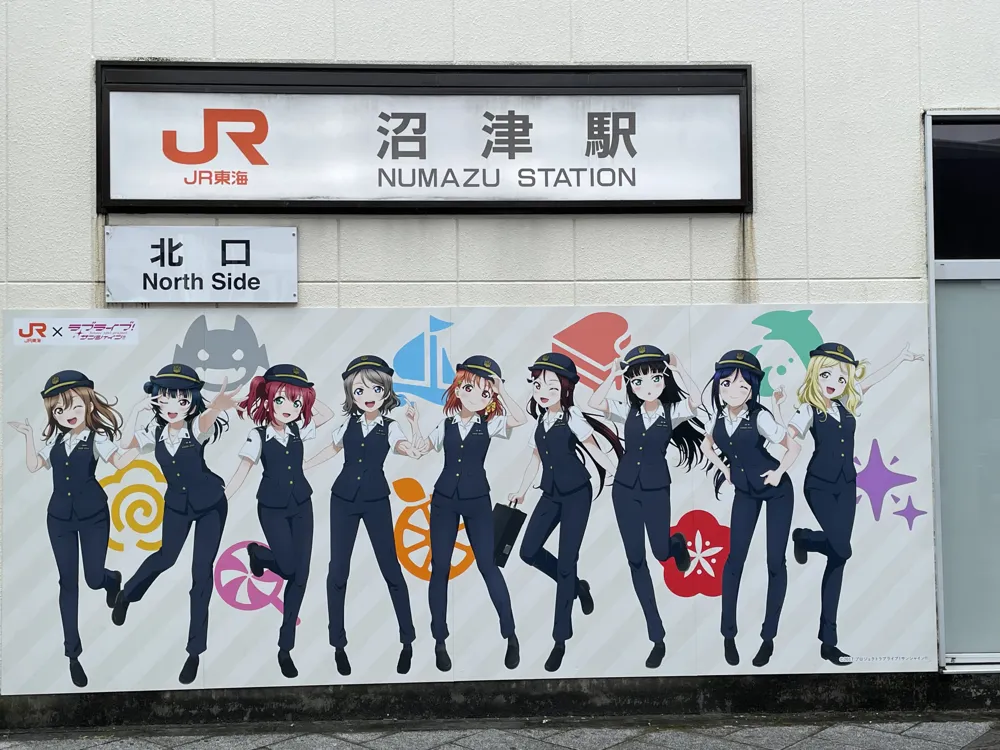 JR
JR東海
沼津駅
NUMAZU STATION
北口
North Side
JR × ラブライブ!
JR東海
サンシャイン!!